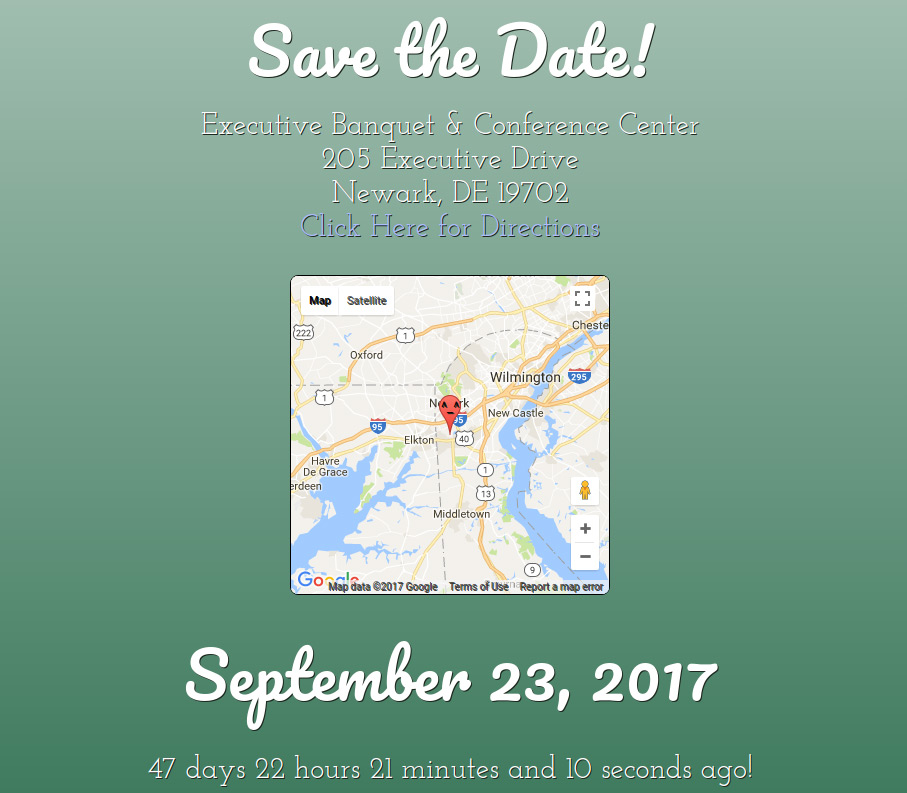 Save the Date!
Executive Banquet & Conference Center
205 Executive Drive
Newark, DE 19702
Click Here for Directions
Map Satellite
222
1
Cheste
Oxford
Wilmington
295
1
95
New Castle
95
Elkton
40
Havre
De Grace
1
erdeen
13
Middletown
9
Google
Map data ©2017 Google Terms of Use Report a map error
September 23, 2017
47 days 22 hours 21 minutes and 10 seconds ago!